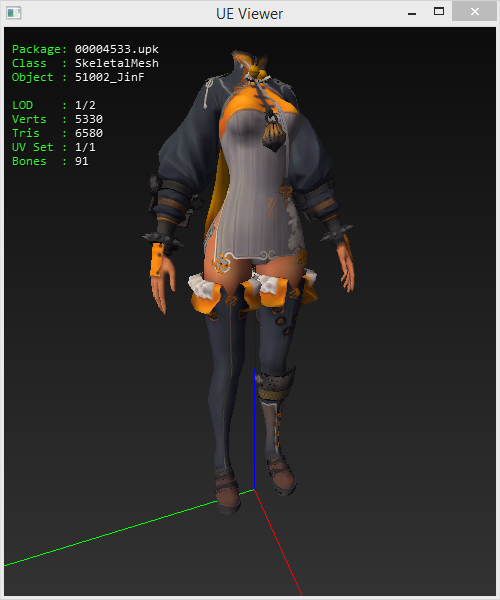 UE Viewer
Package: 00004533.upk
Class : SkeletalMesh
Object : 51002_JinF
LOD : 1/2
Verts : 5330
Tris : 6580
UV Set : 1/1
Bones : 91